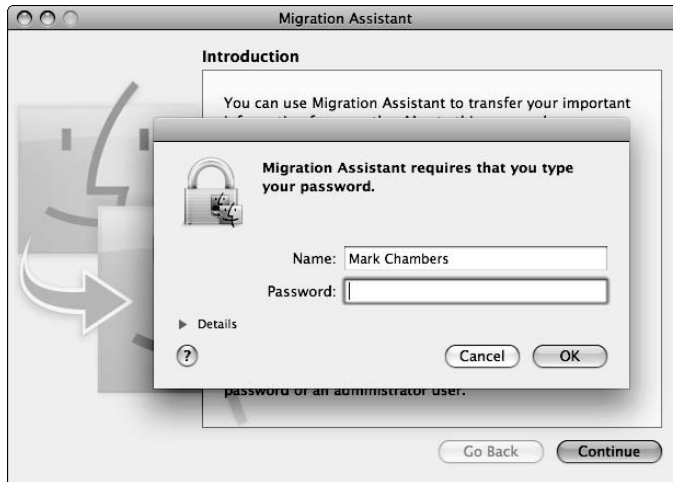 Migration Assistant
Introduction
You can use Migration Assistant to transfer your important
Migration Assistant requires that you type
your password.
Name: Mark Chambers
Password:
Details
?
Cancel OK
password of an administrator user.
Go Back Continue